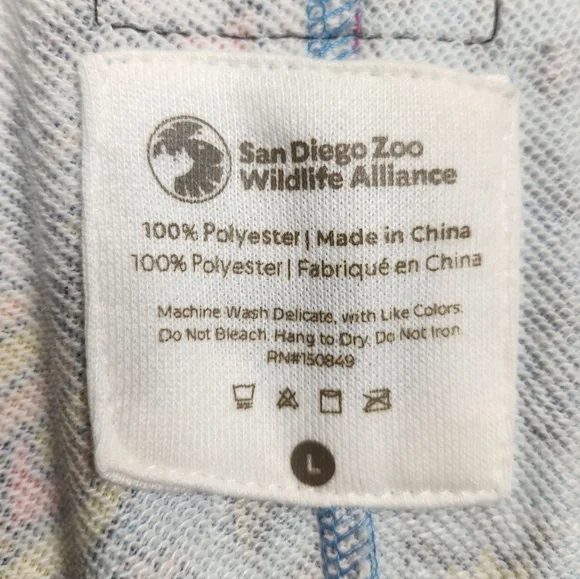 San Diego Zoo
Wildlife Alliance
100% Polyester | Made in China
100% Polyester | Fabriqué en China
Machine Wash Delicate, with Like Colors.
Do Not Bleach. Hang to Dry. Do Not Iron.
RN#150849
L